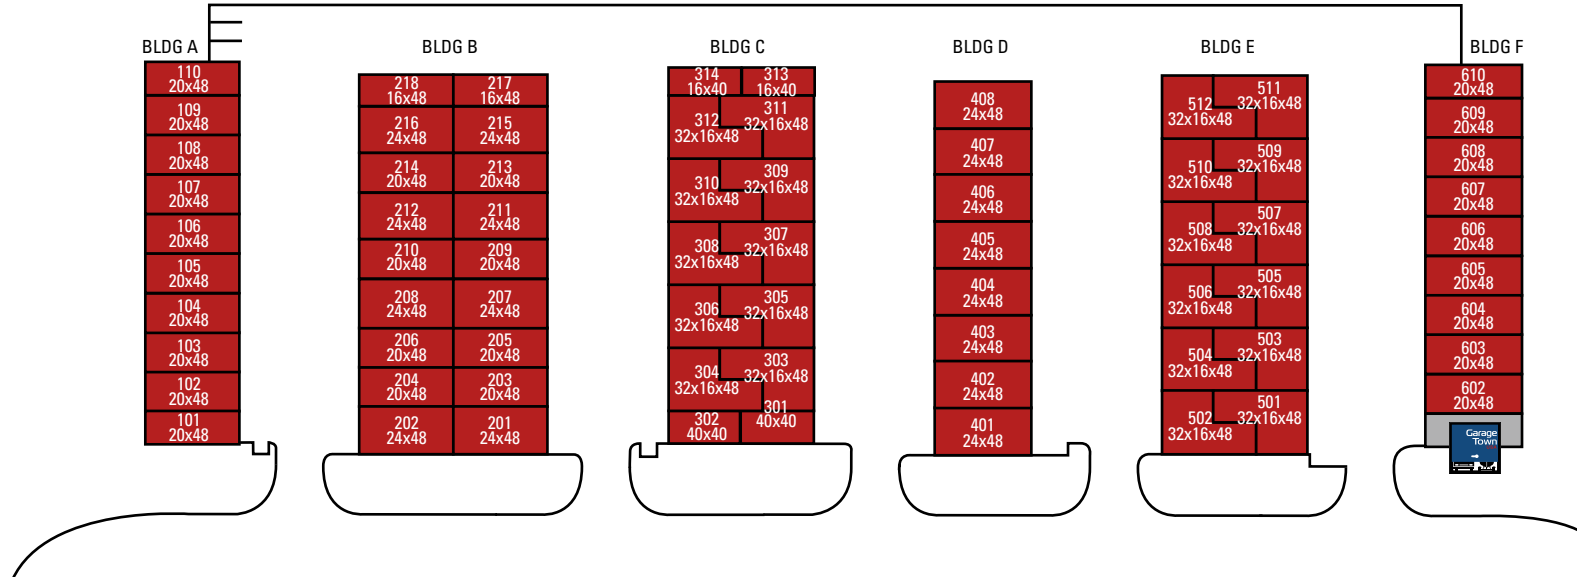 BLDG A
BLDG B
BLDG C
BLDG D
BLDG E
BLDG F
110
20x48
109
20x48
108
20x48
107
20x48
106
20x48
105
20x48
104
20x48
103
20x48
102
20x48
101
20x48
218
16x48
217
16x48
216
24x48
215
24x48
214
20x48
213
20x48
212
24x48
211
24x48
210
20x48
209
20x48
208
24x48
207
24x48
206
20x48
205
20x48
204
20x48
203
20x48
202
24x48
201
24x48
314
16x40
313
16x40
312
32x16x48
311
32x16x48
310
32x16x48
309
32x16x48
308
32x16x48
307
32x16x48
306
32x16x48
305
32x16x48
304
32x16x48
303
32x16x48
302
40x40
301
40x40
408
24x48
407
24x48
406
24x48
405
24x48
404
24x48
403
24x48
402
24x48
401
24x48
512
32x16x48
511
32x16x48
510
32x16x48
509
32x16x48
508
32x16x48
507
32x16x48
506
32x16x48
505
32x16x48
504
32x16x48
503
32x16x48
502
32x16x48
501
32x16x48
610
20x48
609
20x48
608
20x48
607
20x48
606
20x48
605
20x48
604
20x48
603
20x48
602
20x48
Garage
Town